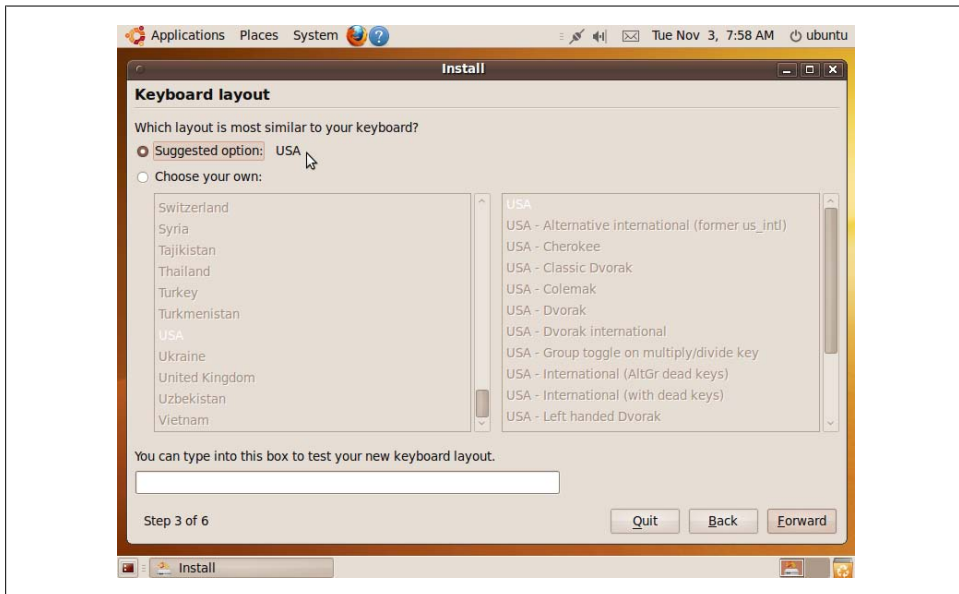 Applications Places System ? Tue Nov 3, 7:58 AM ubuntu
Install
Keyboard layout
Which layout is most similar to your keyboard?
Suggested option: USA
Choose your own:
Switzerland
Syria
Tajikistan
Thailand
Turkey
Turkmenistan
USA
Ukraine
United Kingdom
Uzbekistan
Vietnam
USA
USA - Alternative international (former us_intl)
USA - Cherokee
USA - Classic Dvorak
USA - Colemak
USA - Dvorak
USA - Dvorak international
USA - Group toggle on multiply/divide key
USA - International (AltGr dead keys)
USA - International (with dead keys)
USA - Left handed Dvorak
You can type into this box to test your new keyboard layout.
Step 3 of 6 Quit Back Forward
Install